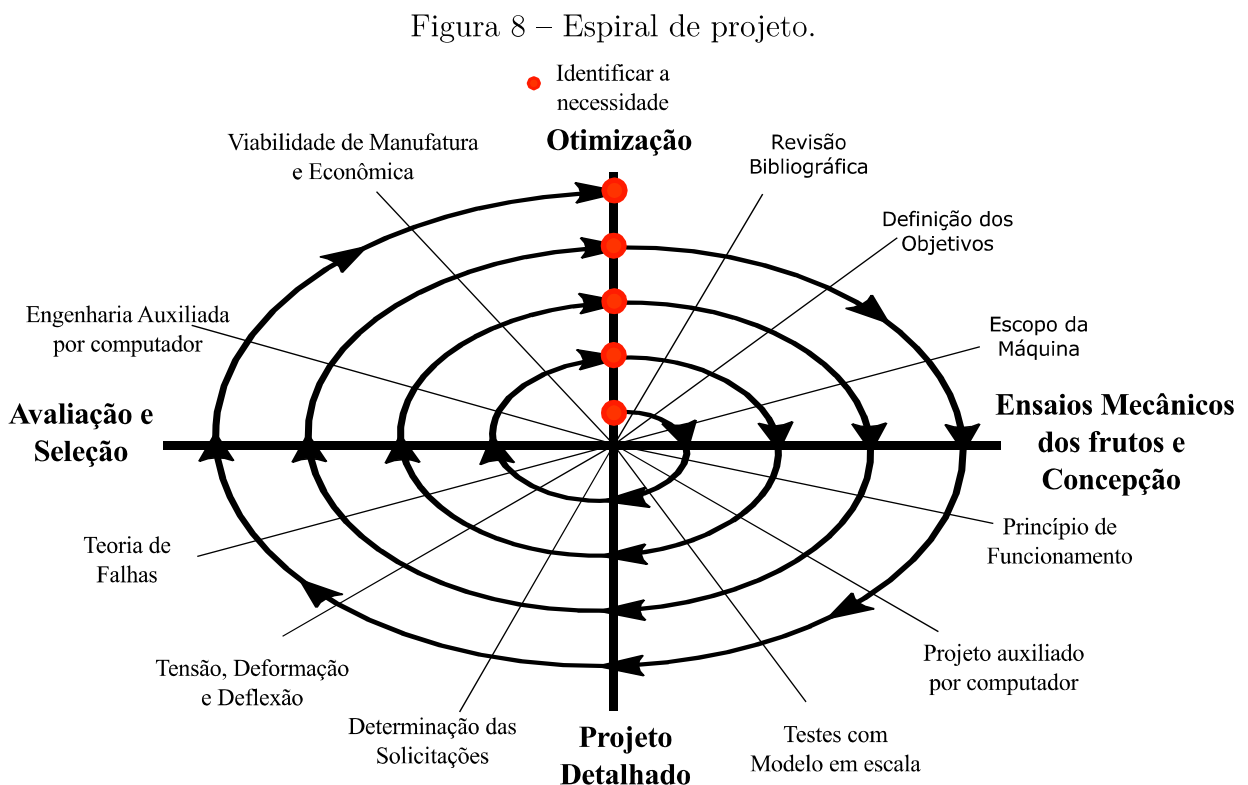 Figura 8 – Espiral de projeto.
Identificar a
necessidade
Otimização
Revisão
Bibliográfica
Definição dos
Objetivos
Escopo da
Máquina
Ensaios Mecânicos
dos frutos e
Concepção
Princípio de
Funcionamento
Projeto auxiliado
por computador
Testes com
Modelo em escala
Projeto
Detalhado
Determinação das
Solicitações
Tensão, Deformação
e Deflexão
Teoria de
Falhas
Avaliação e
Seleção
Engenharia Auxiliada
por computador
Viabilidade de Manufatura
e Econômica